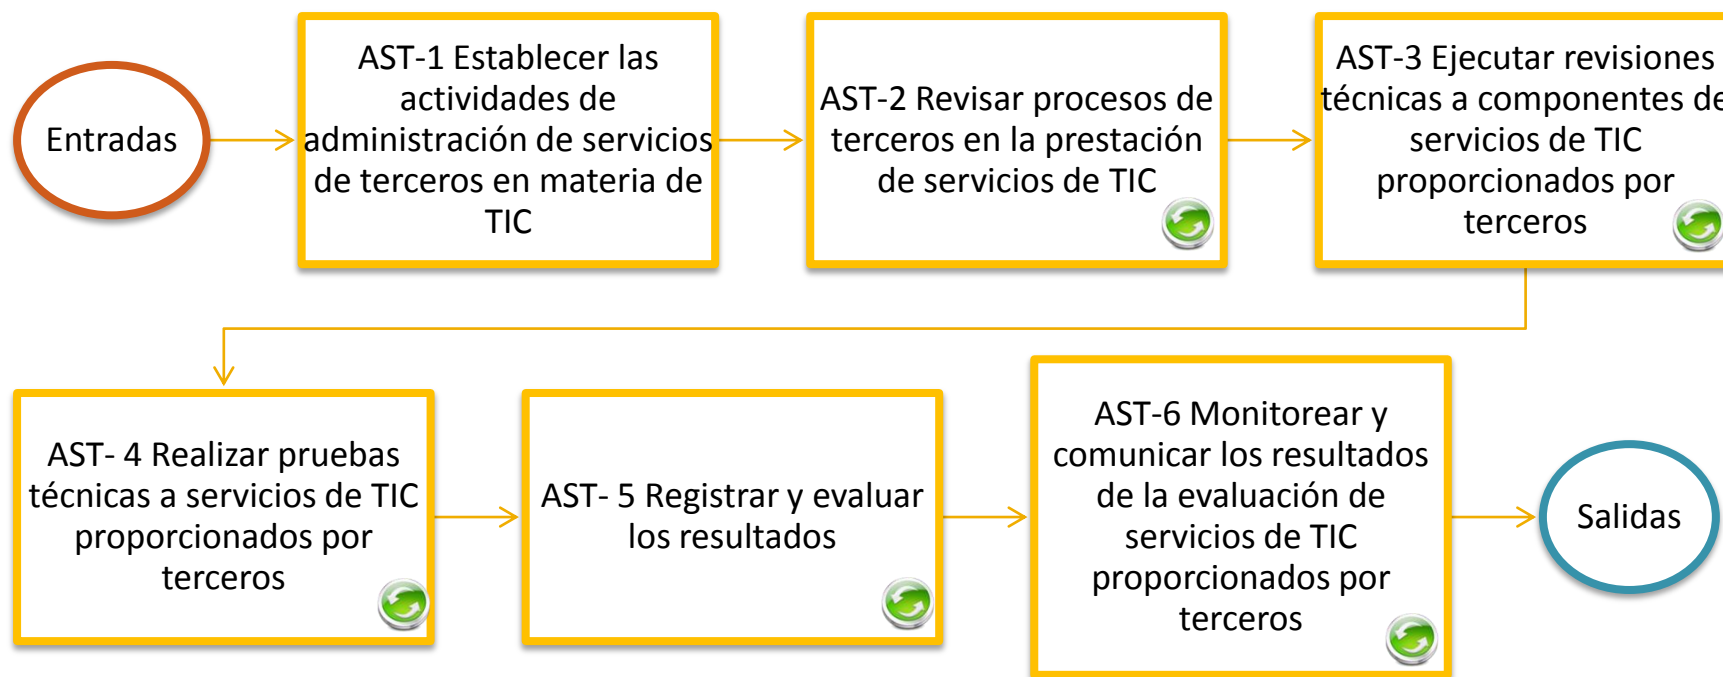 Entradas
AST-1 Establecer las
actividades de
administración de servicios
de terceros en materia de
TIC
AST-2 Revisar procesos de
terceros en la prestación
de servicios de TIC
AST-3 Ejecutar revisiones
técnicas a componentes de
servicios de TIC
proporcionados por
terceros
AST- 4 Realizar pruebas
técnicas a servicios de TIC
proporcionados por
terceros
AST- 5 Registrar y evaluar
los resultados
AST-6 Monitorear y
comunicar los resultados
de la evaluación de
servicios de TIC
proporcionados por
terceros
Salidas